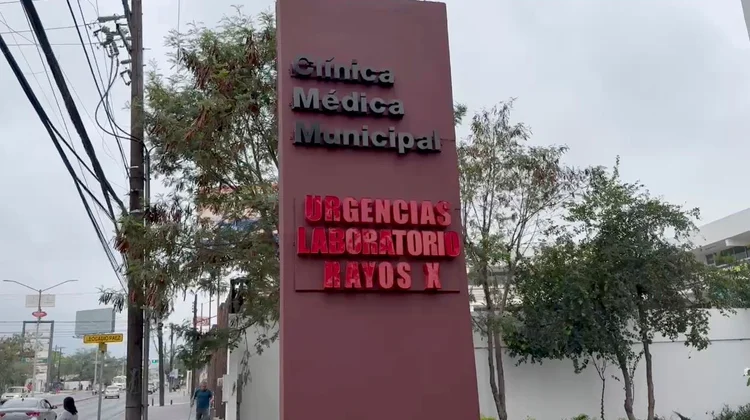 Clínica
Médica
Municipal
URGENCIAS
LABORATORIO
RAYOS X